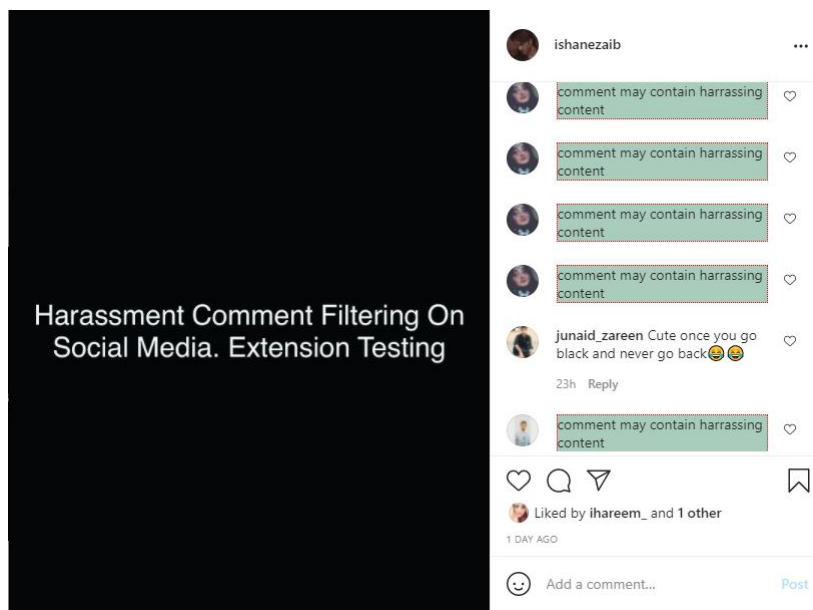 Harassment Comment Filtering On
Social Media. Extension Testing
ishanezaib
comment may contain harrassing
content
comment may contain harrassing
content
comment may contain harrassing
content
comment may contain harrassing
content
junaid_zareen Cute once you go
black and never go back😂😂
23h Reply
comment may contain harrassing
content
Liked by ihareem_ and 1 other
1 DAY AGO
Add a comment...
Post